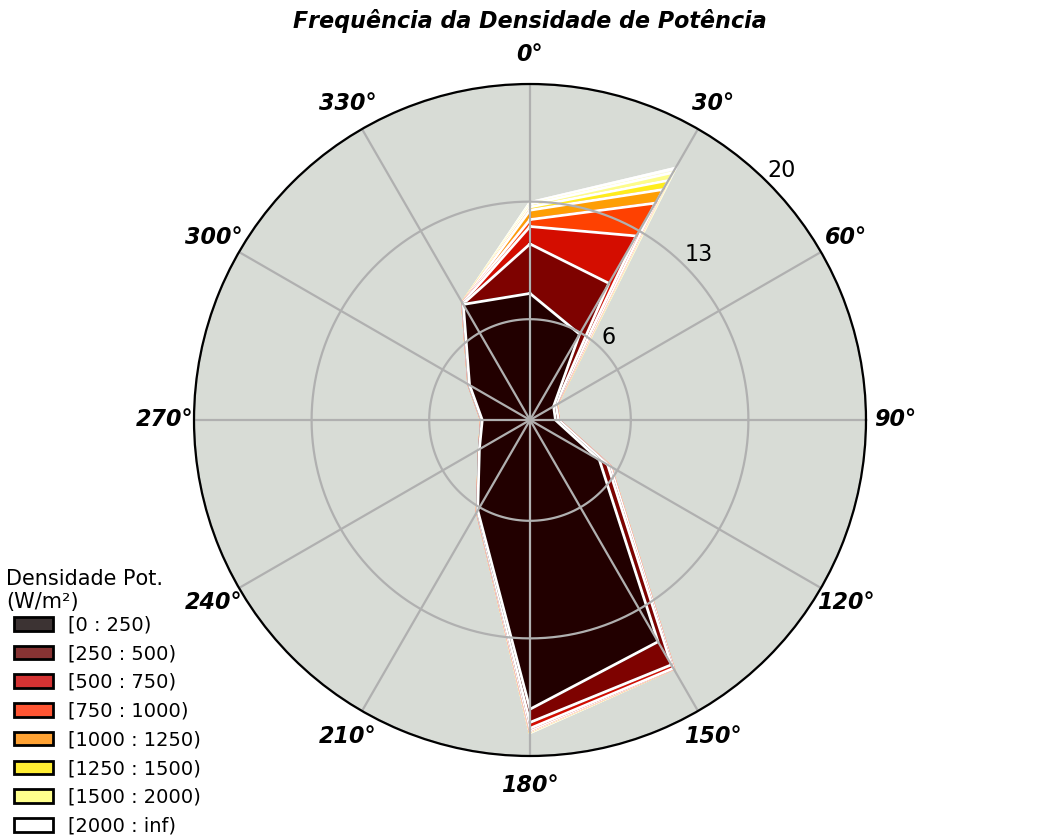 Frequência da Densidade de Potência
0°
330°
30°
20
300°
60°
13
6
270°
90°
Densidade Pot.
(W/m²)
240°
120°
[0 : 250)
[250 : 500)
[500 : 750)
[750 : 1000)
210°
150°
[1000 : 1250)
[1250 : 1500)
180°
[1500 : 2000)
[2000 : inf)